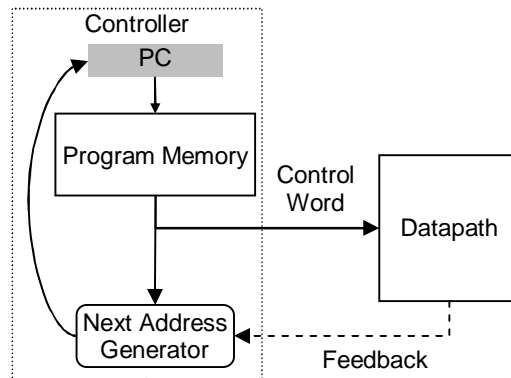 Controller
PC
Program Memory
Control
Word
Datapath
Next Address
Generator
Feedback